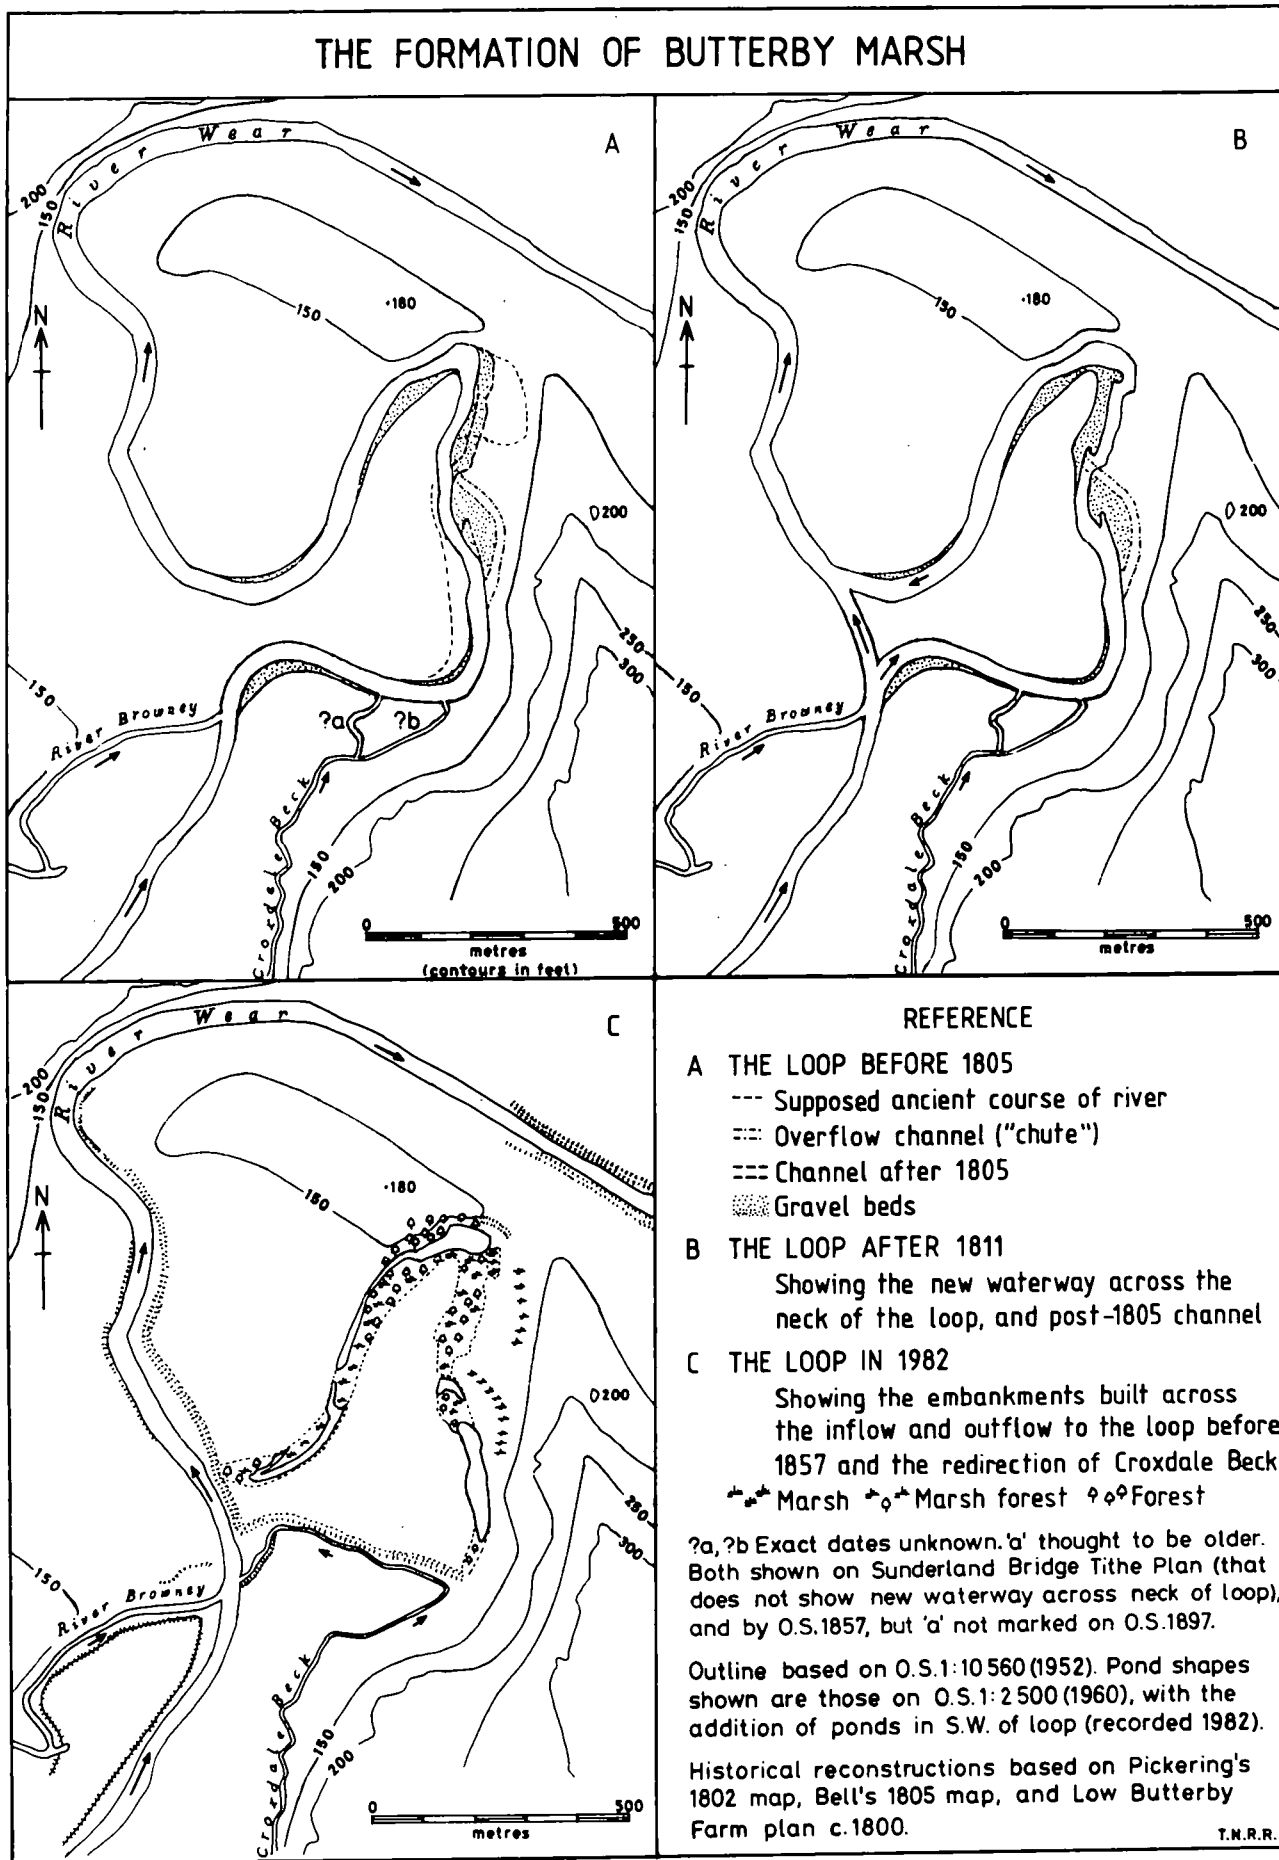 THE FORMATION OF BUTTERBY MARSH
A
River Wear
200
150
N
150
·180
200
250
300
150
River Browney
?a
?b
Croxdale Beck
150
200
0 500
metres
(contours in feet)
B
River Wear
200
150
N
150
·180
200
250
300
150
River Browney
Croxdale Beck
150
200
0 500
metres
C
River Wear
200
150
N
150
·180
200
250
300
150
River Browney
Croxdale Beck
150
200
0 500
metres
REFERENCE
A THE LOOP BEFORE 1805
Supposed ancient course of river
Overflow channel ("chute")
Channel after 1805
Gravel beds
B THE LOOP AFTER 1811
Showing the new waterway across the
neck of the loop, and post-1805 channel
C THE LOOP IN 1982
Showing the embankments built across
the inflow and outflow to the loop before
1857 and the redirection of Croxdale Beck
Marsh Marsh forest Forest
?a, ?b Exact dates unknown. 'a' thought to be older.
Both shown on Sunderland Bridge Tithe Plan (that
does not show new waterway across neck of loop),
and by O.S.1857, but 'a' not marked on O.S.1897.
Outline based on O.S.1:10 560 (1952). Pond shapes
shown are those on O.S.1:2 500 (1960), with the
addition of ponds in S.W. of loop (recorded 1982).
Historical reconstructions based on Pickering's
1802 map, Bell's 1805 map, and Low Butterby
Farm plan c.1800.
T.N.R.R.